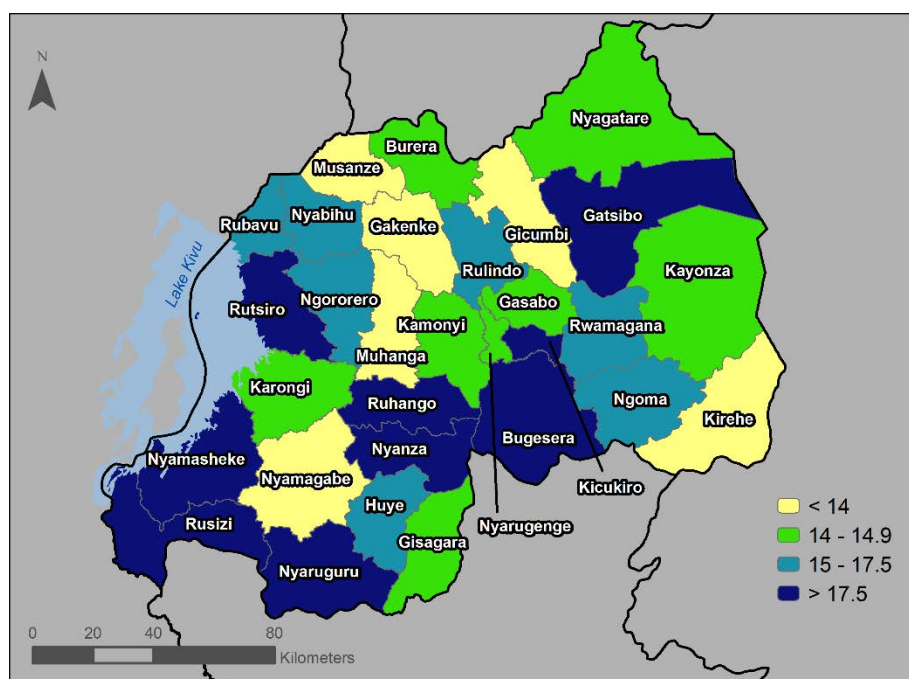 N
Nyagatare
Burera
Musanze
Gatsibo
Rubavu
Nyabihu
Gakenke
Gicumbi
Rulindo
Kayonza
Lake Kivu
Rutsiro
Ngororero
Gasabo
Kamonyi
Rwamagana
Muhanga
Karongi
Ruhango
Ngoma
Kirehe
Nyanza
Bugesera
Nyamasheke
Nyamagabe
Kicukiro
Huye
Nyarugenge
Rusizi
Gisagara
Nyaruguru
< 14
14 - 14.9
15 - 17.5
> 17.5
0 20 40 80
Kilometers